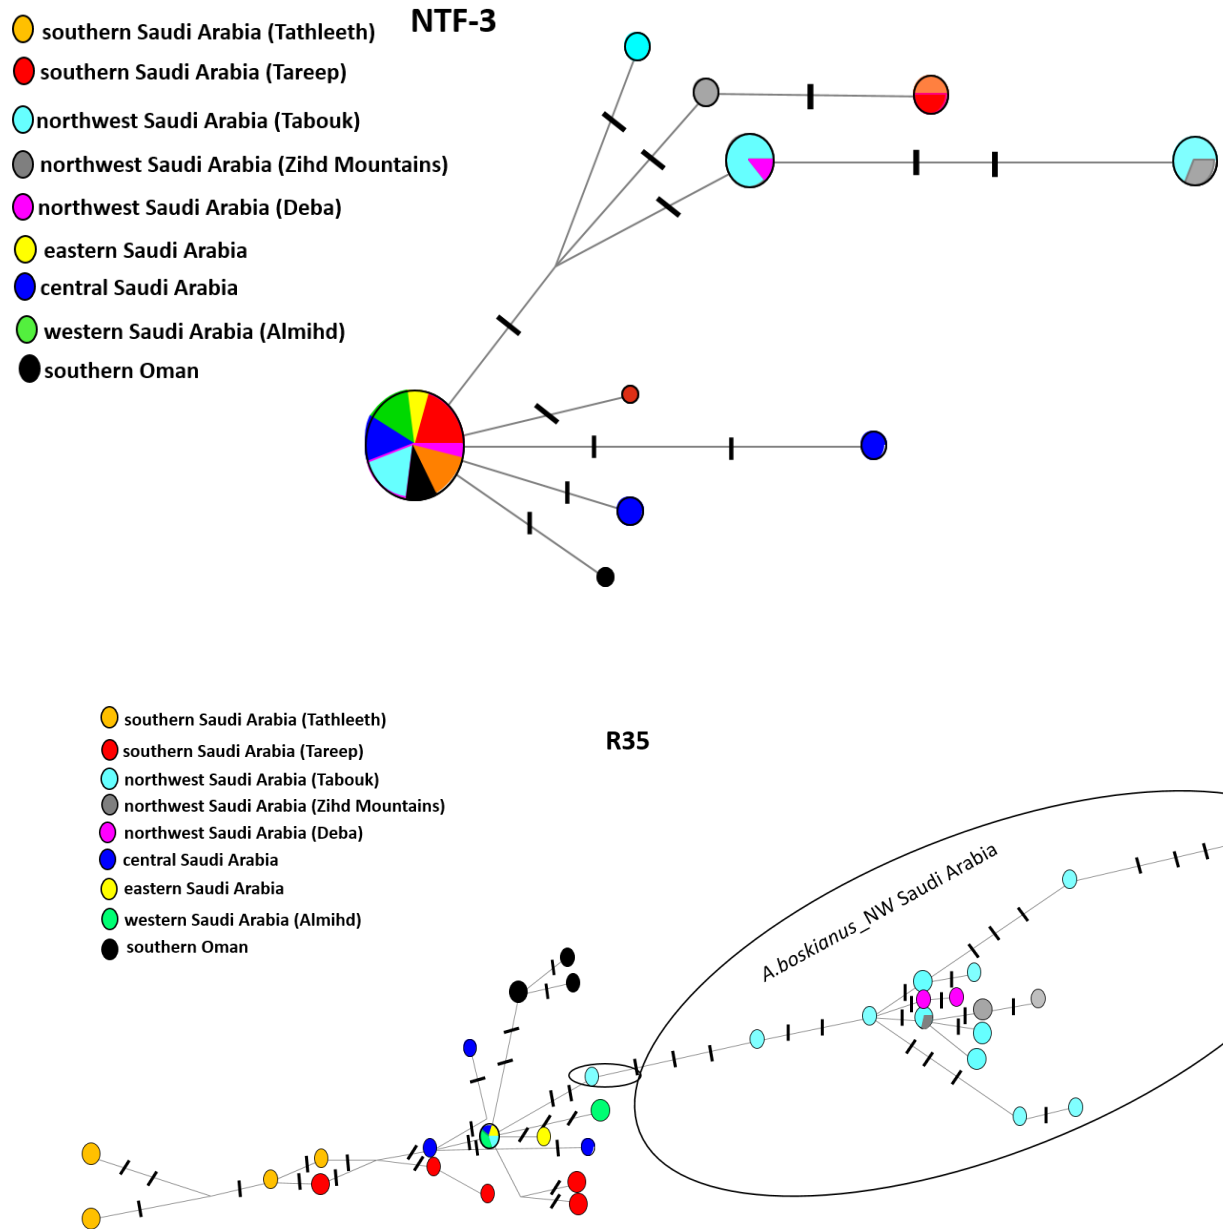 NTF-3
southern Saudi Arabia (Tathleeth)
southern Saudi Arabia (Tareep)
northwest Saudi Arabia (Tabouk)
northwest Saudi Arabia (Zihd Mountains)
northwest Saudi Arabia (Deba)
eastern Saudi Arabia
central Saudi Arabia
western Saudi Arabia (Almihd)
southern Oman
R35
southern Saudi Arabia (Tathleeth)
southern Saudi Arabia (Tareep)
northwest Saudi Arabia (Tabouk)
northwest Saudi Arabia (Zihd Mountains)
northwest Saudi Arabia (Deba)
central Saudi Arabia
eastern Saudi Arabia
western Saudi Arabia (Almihd)
southern Oman
A.boskianus_NW Saudi Arabia